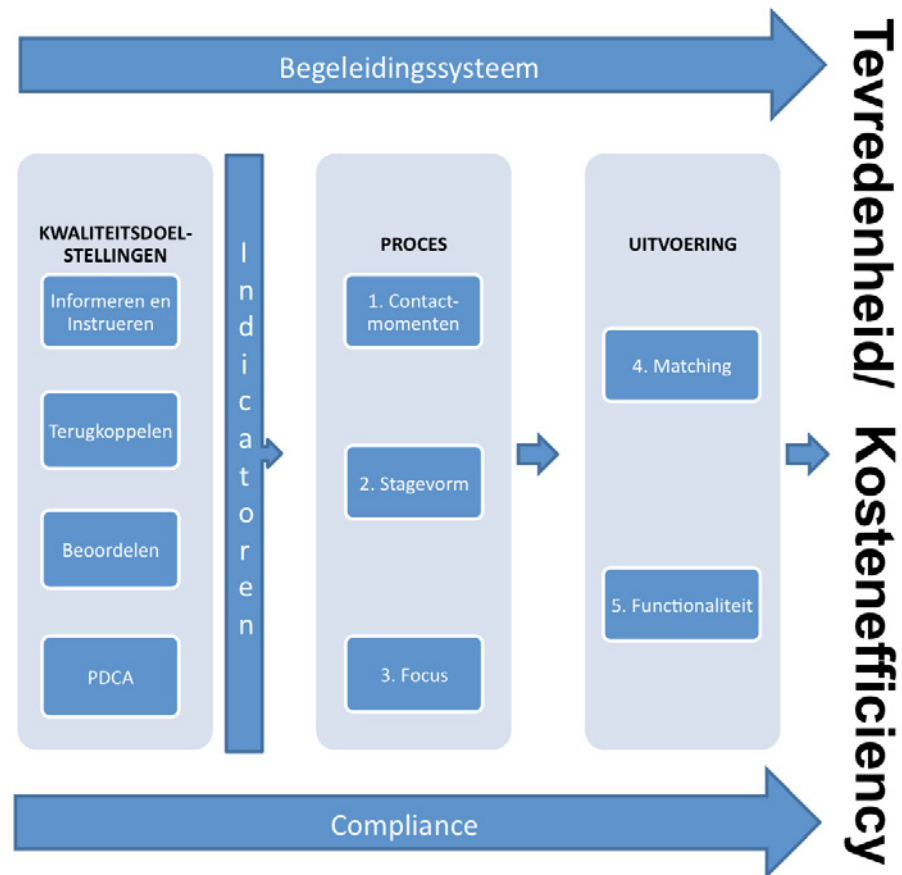 Begeleidingssysteem
KWALITEITSDOEL-
STELLINGEN
Informeren en
Instrueren
Terugkoppelen
Beoordelen
PDCA
Indicatoren
PROCES
1. Contact-
momenten
2. Stagevorm
3. Focus
UITVOERING
4. Matching
5. Functionaliteit
Compliance
Tevredenheid/ Kostenefficiency